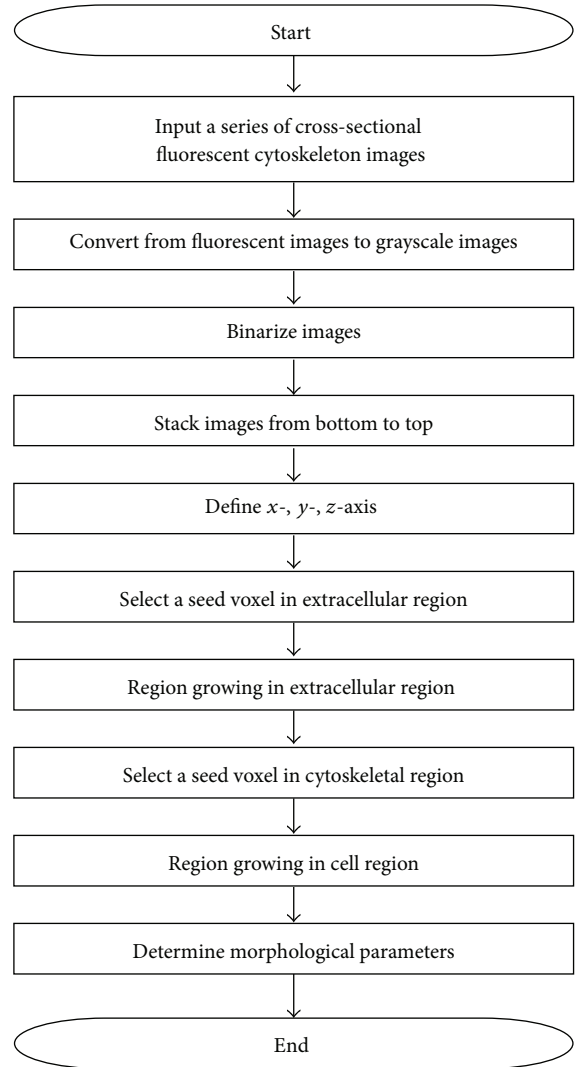 Start
Input a series of cross-sectional
fluorescent cytoskeleton images
Convert from fluorescent images to grayscale images
Binarize images
Stack images from bottom to top
Define x-, y-, z-axis
Select a seed voxel in extracellular region
Region growing in extracellular region
Select a seed voxel in cytoskeletal region
Region growing in cell region
Determine morphological parameters
End